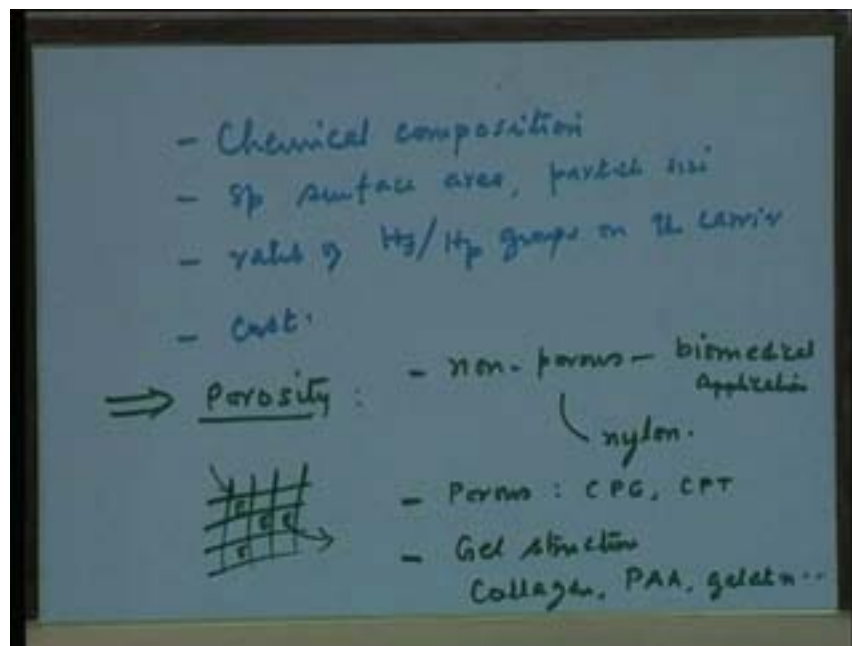 - Chemical composition
- Sp surface area, particle size
- ratio of Hφ/Hp groups on the carrier
- Cost.
⇒ Porosity : - non-porous - biomedical
Application
nylon.
E E E E
- Porous : CPG, CPT
- Gel structure
Collagen, PAA, gelatin..